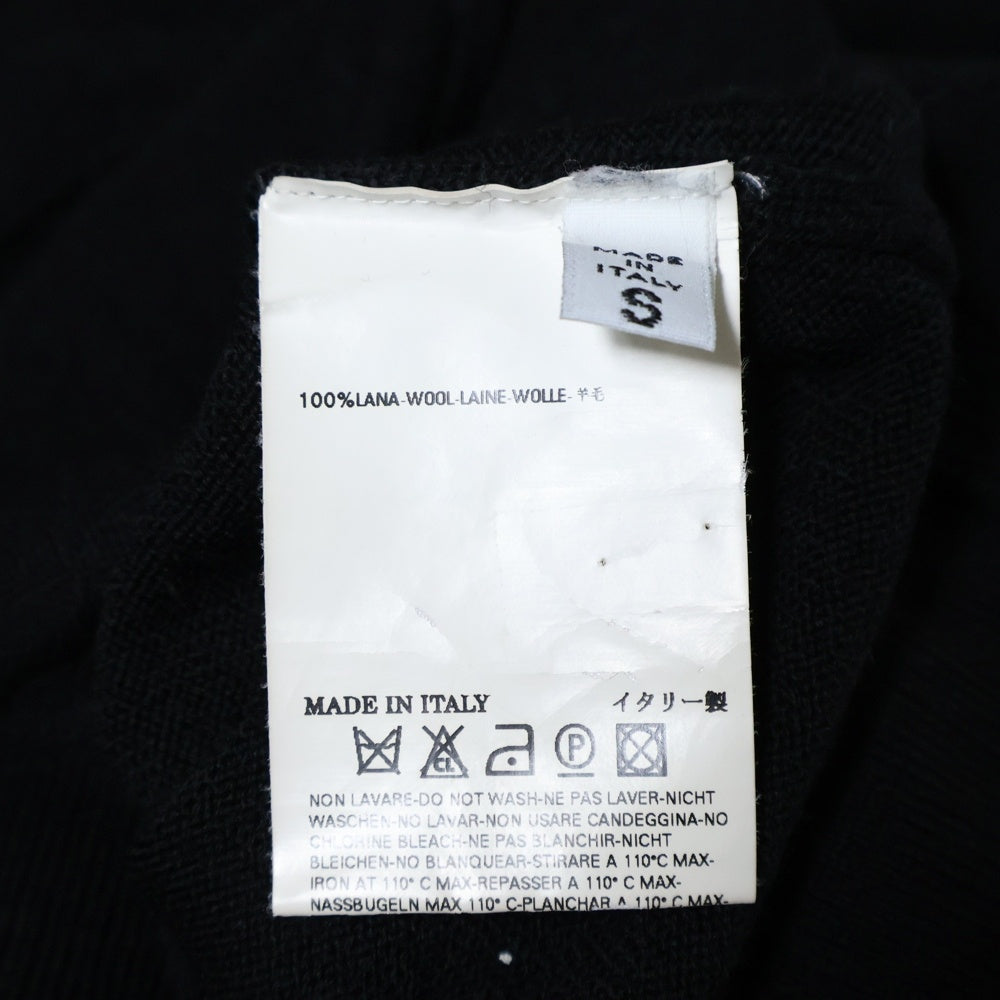 MADE
IN
ITALY
S
100%LANA-WOOL-LAINE-WOLLE-羊毛
MADE IN ITALY イタリー製
CL P
NON LAVARE-DO NOT WASH-NE PAS LAVER-NICHT
WASCHEN-NO LAVAR-NON USARE CANDEGGINA-NO
CHLORINE BLEACH-NE PAS BLANCHIR-NICHT
BLEICHEN-NO BLANQUEAR-STIRARE A 110°C MAX-
IRON AT 110° C MAX-REPASSER A 110° C MAX-
NASSBUGELN MAX 110° C-PLANCHAR A 110° C MAX-